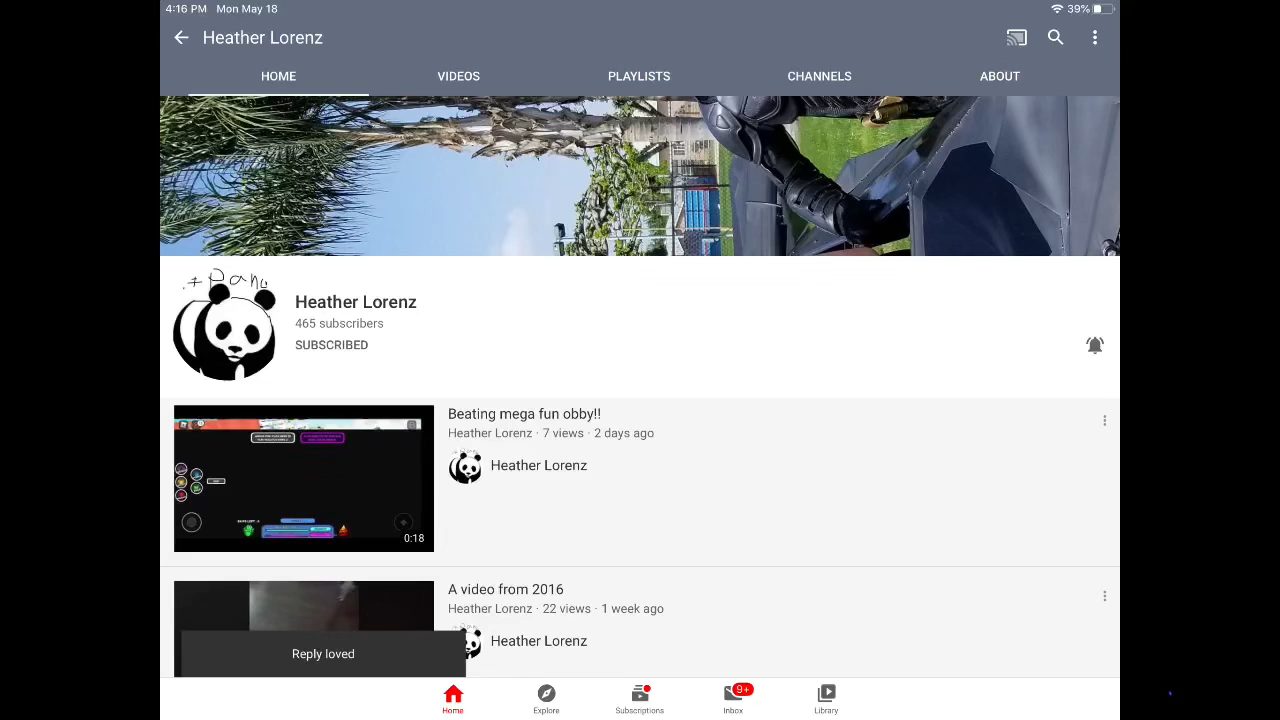 4:16 PM Mon May 18
39%
Heather Lorenz
HOME VIDEOS PLAYLISTS CHANNELS ABOUT
Heather Lorenz
465 subscribers
SUBSCRIBED
Beating mega fun obby!!
Heather Lorenz · 7 views · 2 days ago
Heather Lorenz
0:18
A video from 2016
Heather Lorenz · 22 views · 1 week ago
Heather Lorenz
Reply loved
9+
Home Explore Subscriptions Inbox Library